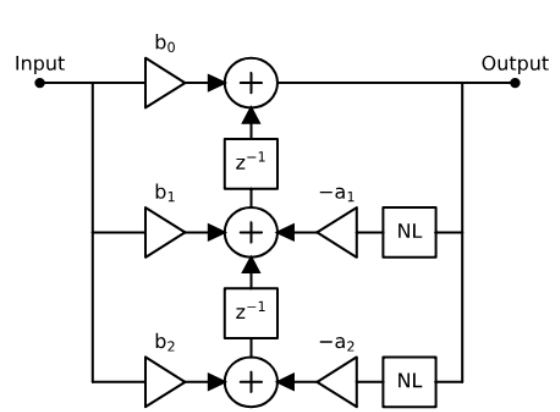 b₀
Input
Output
+
z⁻¹
b₁
−a₁
+
NL
z⁻¹
b₂
−a₂
+
NL